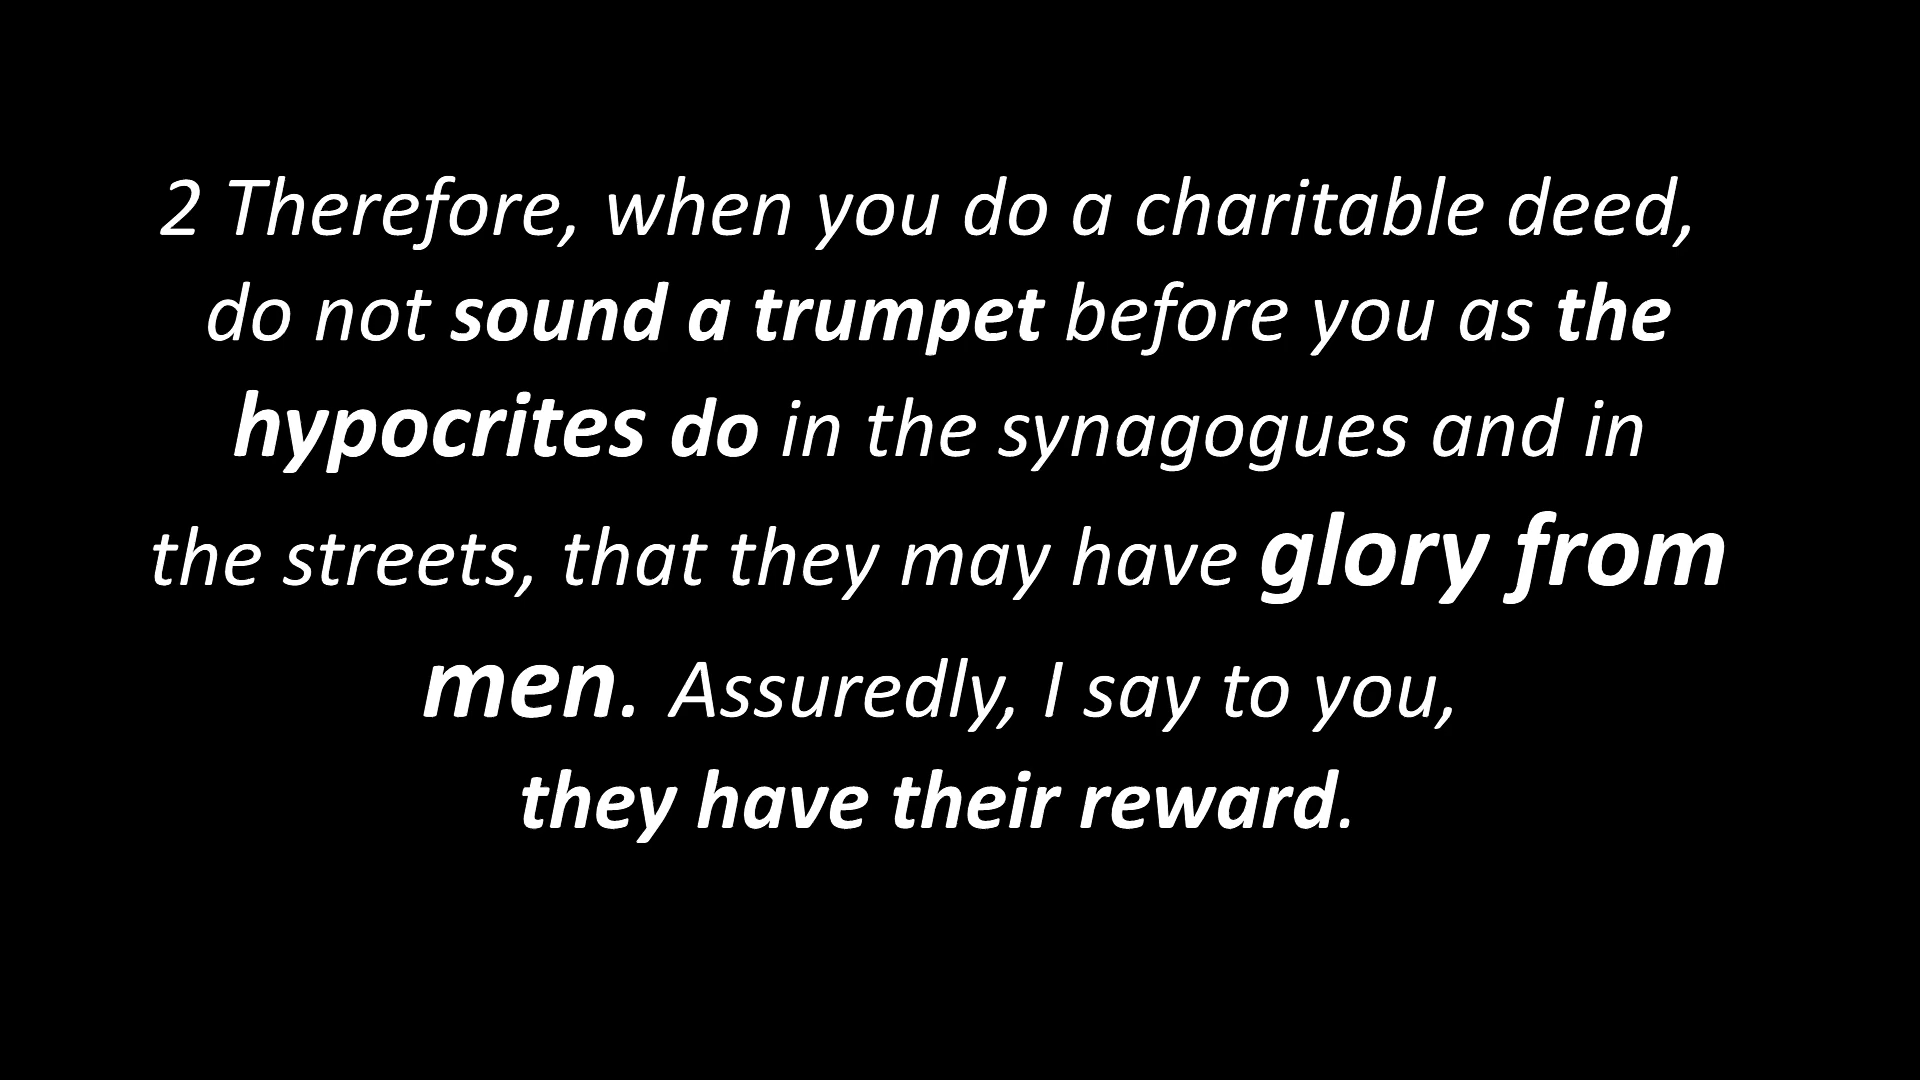 2 Therefore, when you do a charitable deed,
do not sound a trumpet before you as the
hypocrites do in the synagogues and in
the streets, that they may have glory from
men. Assuredly, I say to you,
they have their reward.